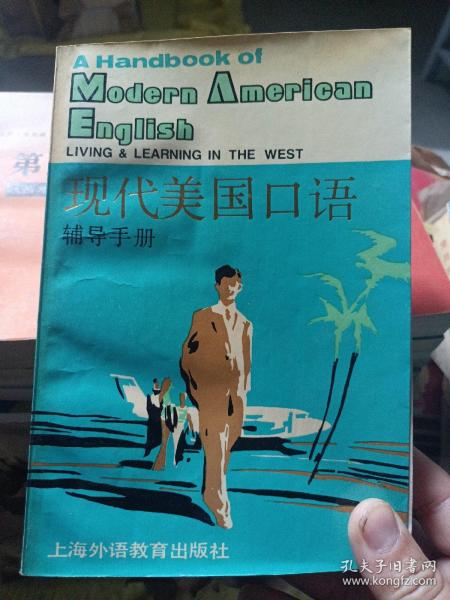 A Handbook of
Modern American
English
LIVING & LEARNING IN THE WEST
现代美国口语
辅导手册
上海外语教育出版社
第
孔夫子旧书网
www.kongfz.com